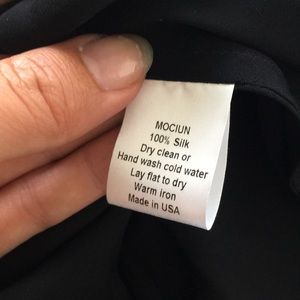 MOCIUN
100% Silk
Dry clean or
Hand wash cold water
Lay flat to dry
Warm iron
Made in USA